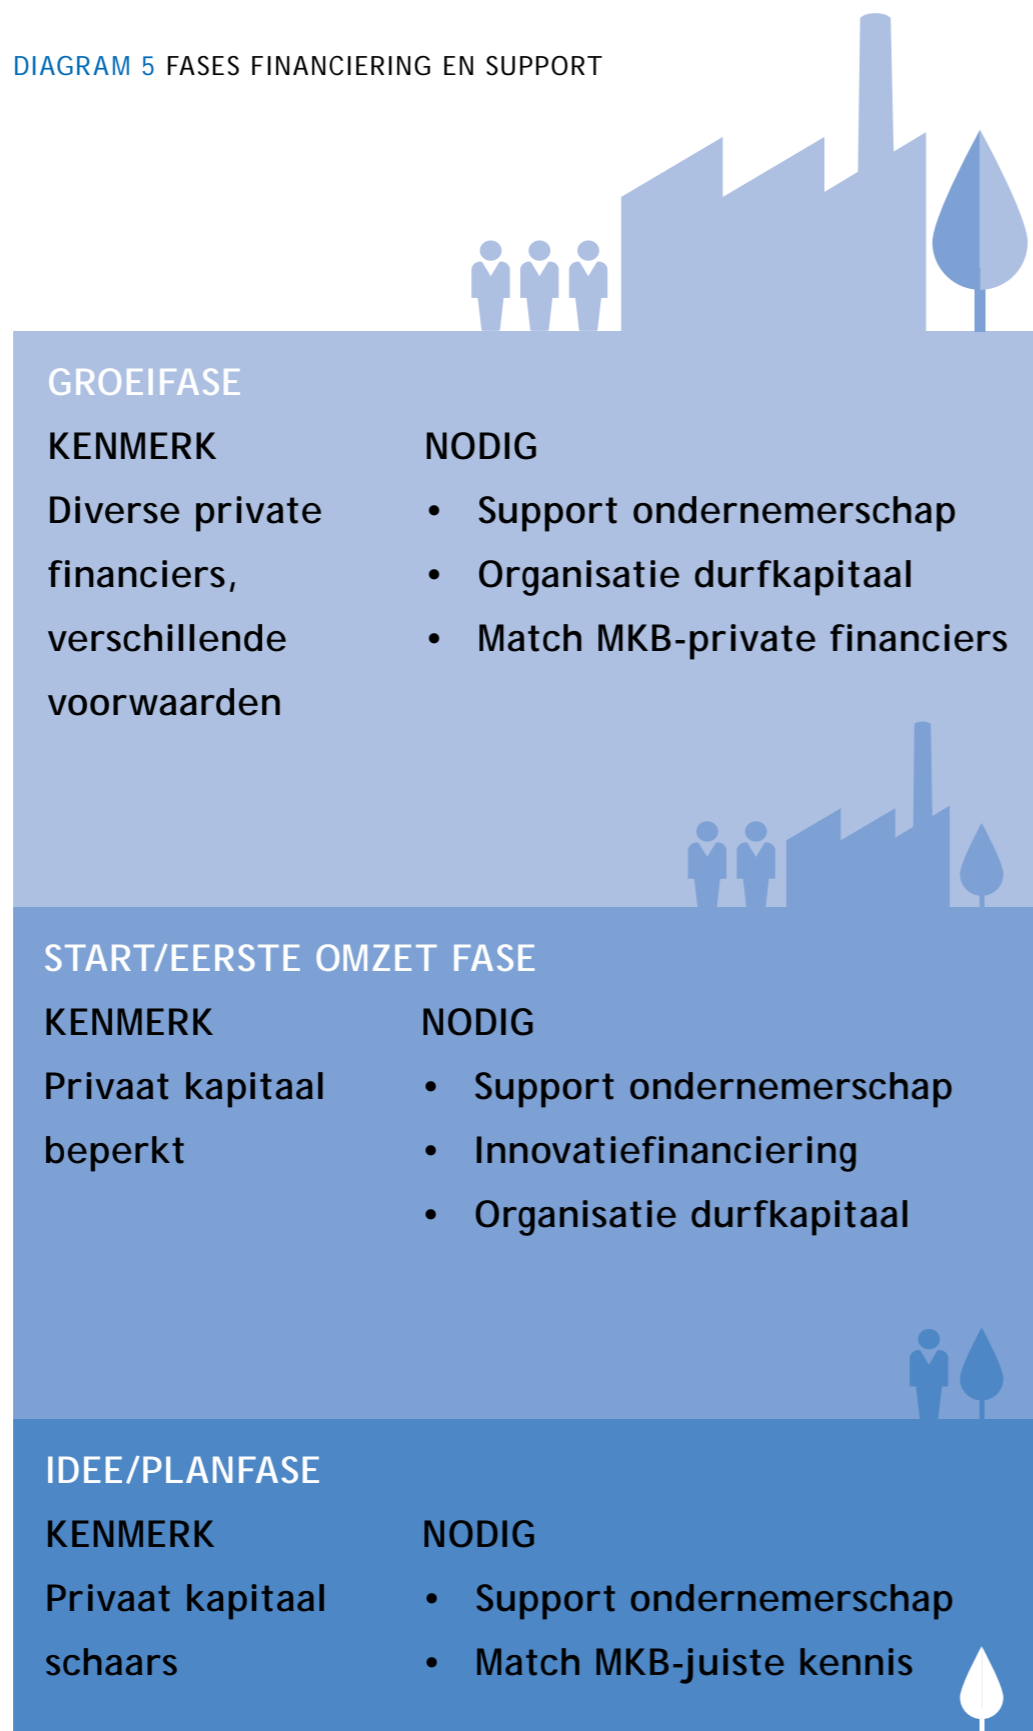 DIAGRAM 5 FASES FINANCIERING EN SUPPORT
GROEIFASE
KENMERK
Diverse private
financiers,
verschillende
voorwaarden
NODIG
• Support ondernemerschap
• Organisatie durfkapitaal
• Match MKB-private financiers
START/EERSTE OMZET FASE
KENMERK
Privaat kapitaal
beperkt
NODIG
• Support ondernemerschap
• Innovatiefinanciering
• Organisatie durfkapitaal
IDEE/PLANFASE
KENMERK
Privaat kapitaal
schaars
NODIG
• Support ondernemerschap
• Match MKB-juiste kennis